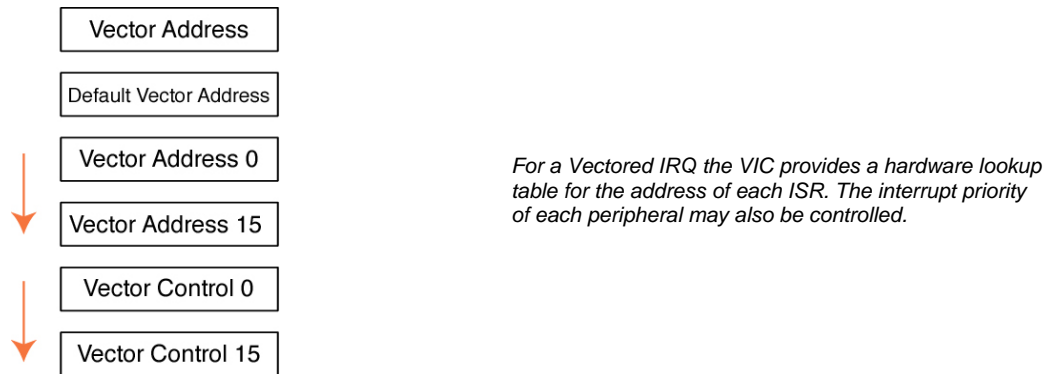 Vector Address
Default Vector Address
Vector Address 0
Vector Address 15
Vector Control 0
Vector Control 15
For a Vectored IRQ the VIC provides a hardware lookup
table for the address of each ISR. The interrupt priority
of each peripheral may also be controlled.